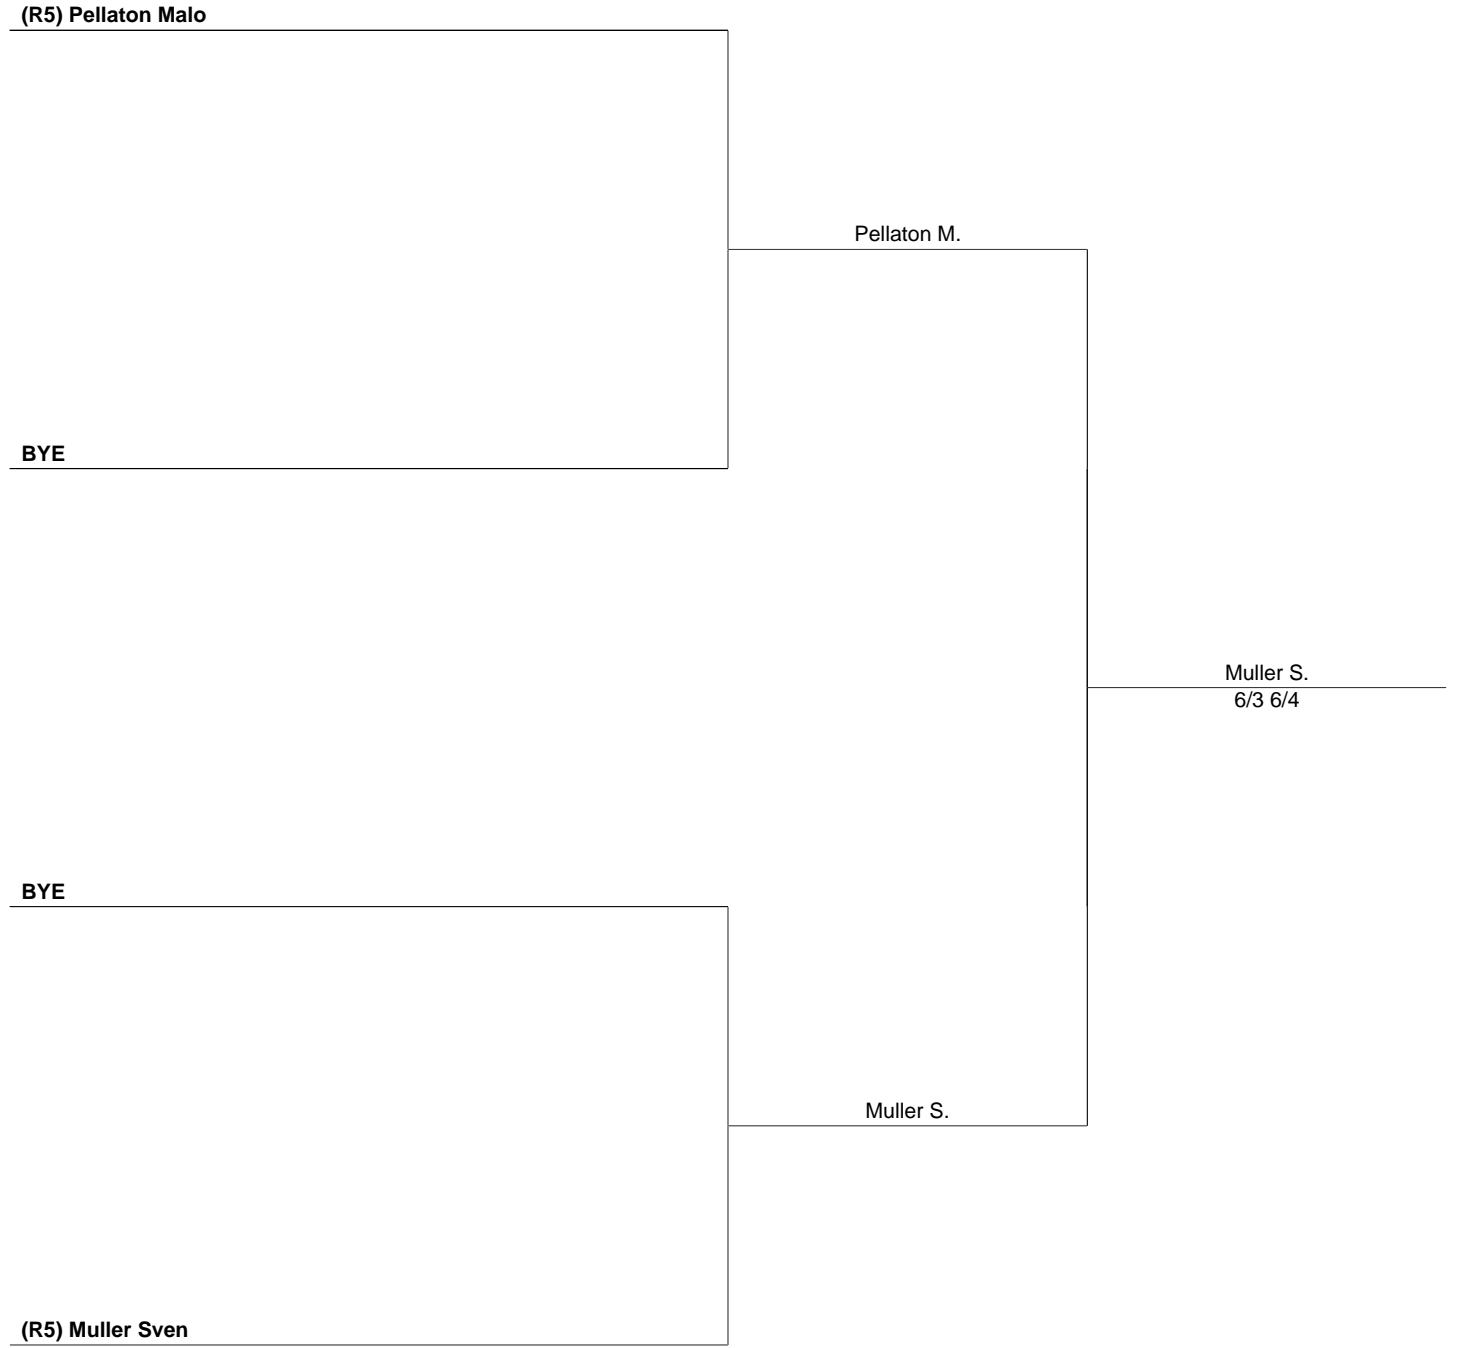 (R5) Pellaton Malo
Pellaton M.
BYE
Muller S.
6/3 6/4
BYE
Muller S.
(R5) Muller Sven